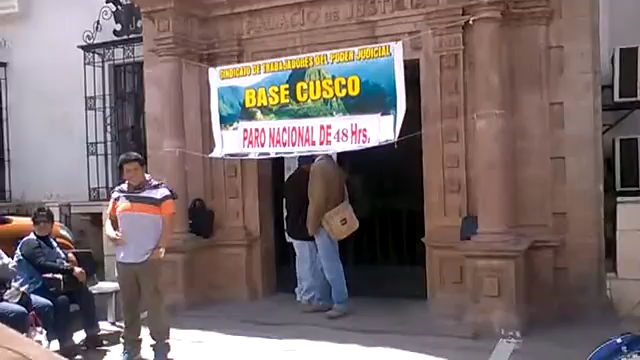 PALACIO DE JUSTICIA
SINDICATO DE TRABAJADORES DEL PODER JUDICIAL
BASE CUSCO
PARO NACIONAL DE 48 Hrs.